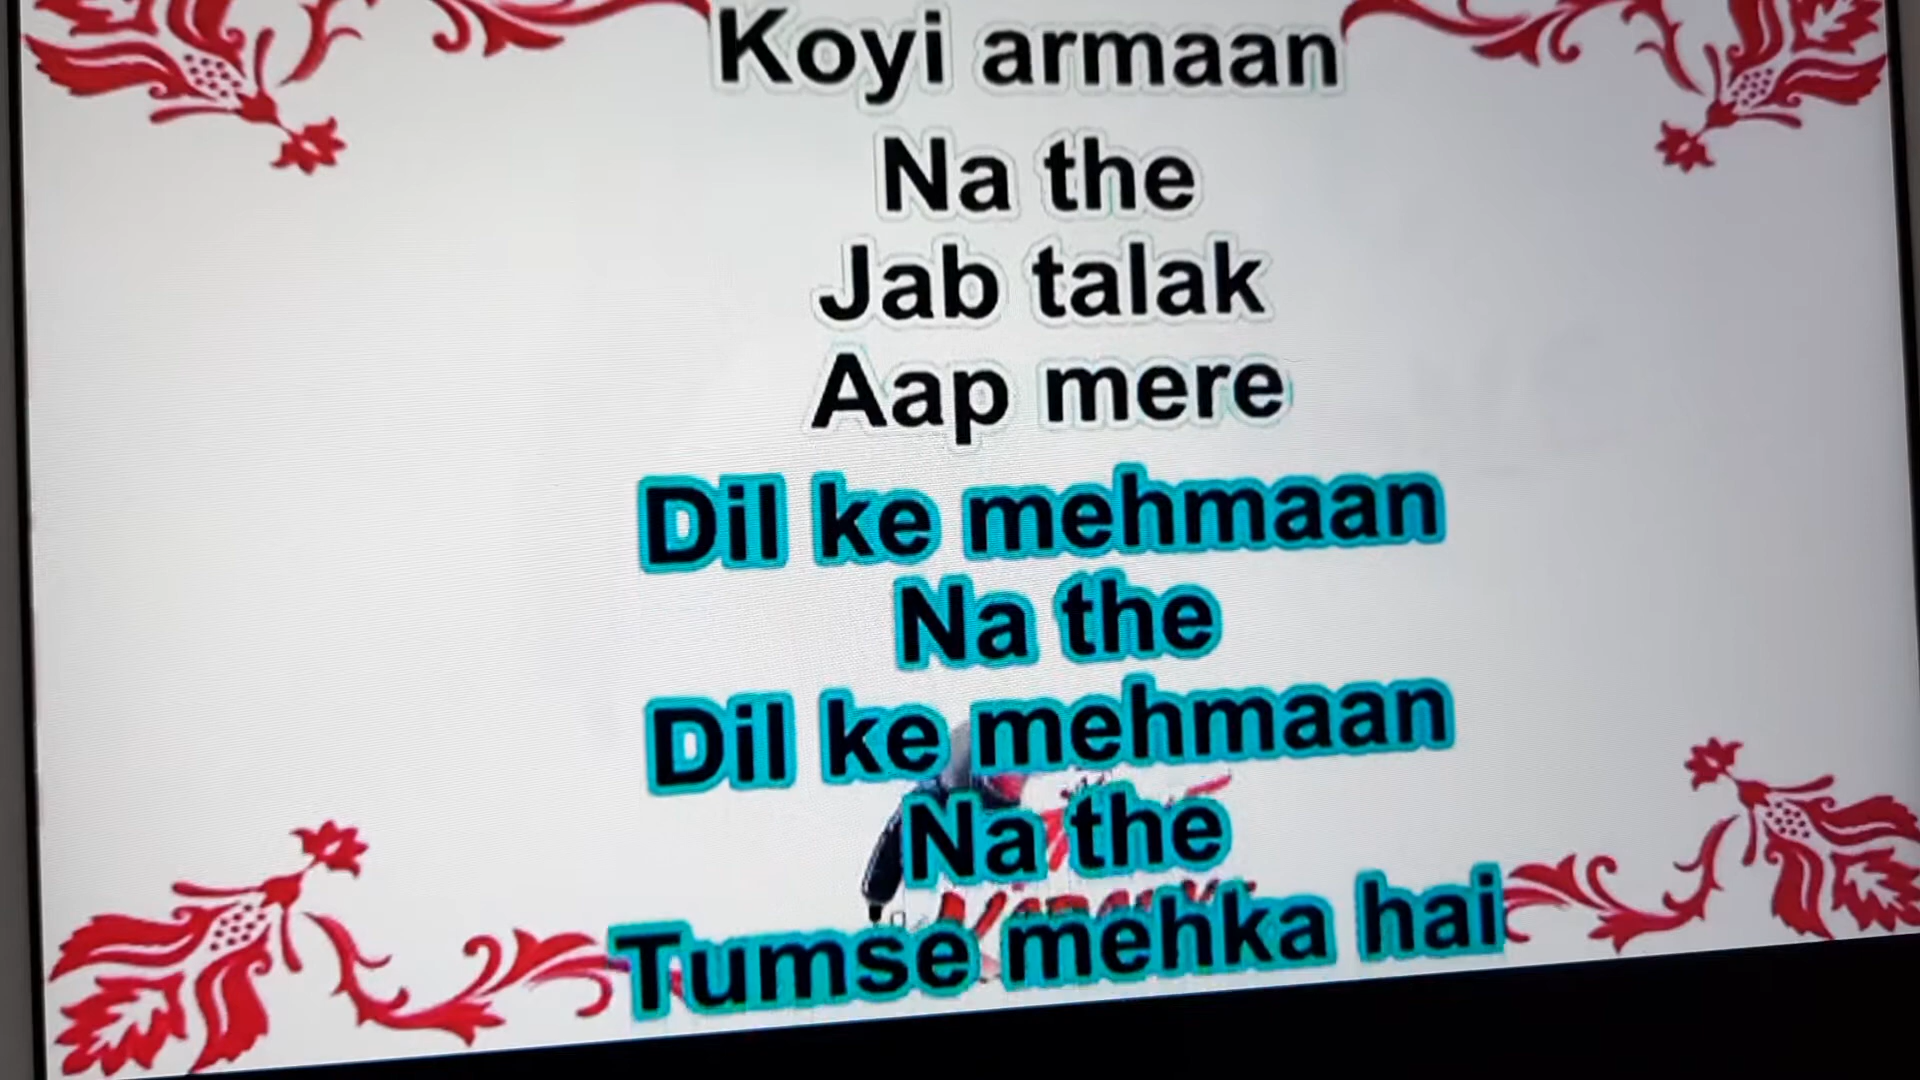 Koyi armaan
Na the
Jab talak
Aap mere
Dil ke mehmaan
Na the
Dil ke mehmaan
Na the
Tumse mehka hai